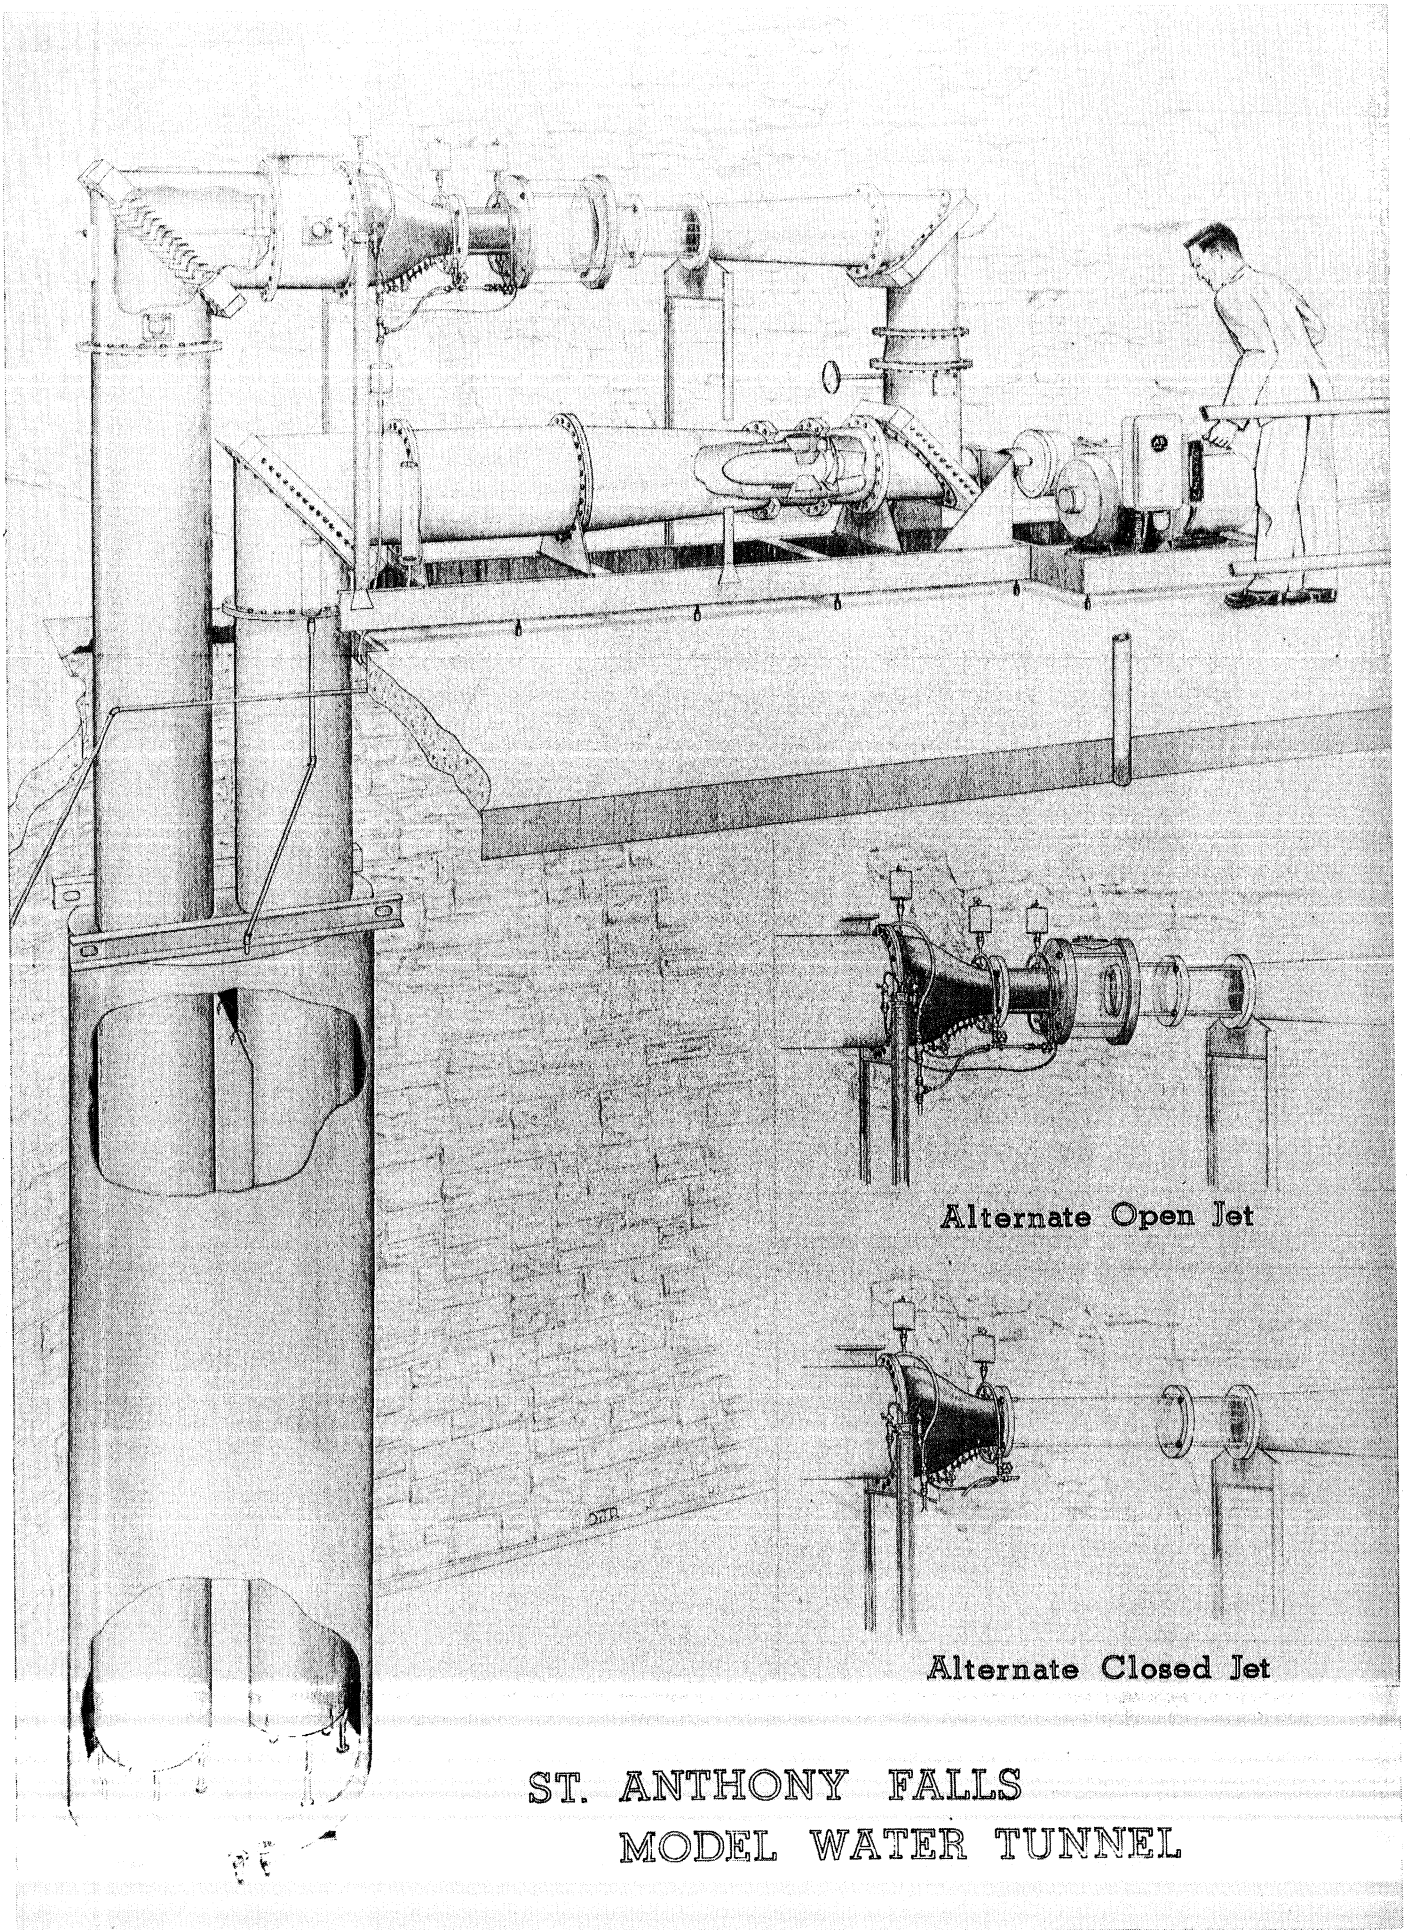 Alternate Open Jet
Alternate Closed Jet
ST. ANTHONY FALLS
MODEL WATER TUNNEL